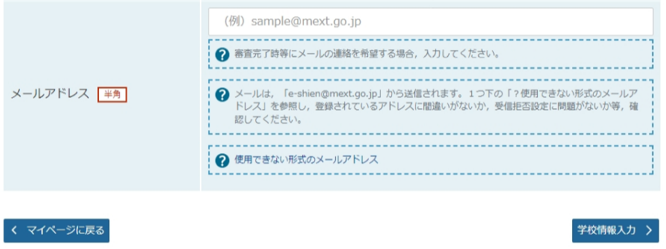 (例) sample@mext.go.jp
? 審査完了時等にメールの連絡を希望する場合，入力してください。
メールアドレス 半角
? メールは，「e-shien@mext.go.jp」から送信されます。１つ下の「？使用できない形式のメールア
ドレス」を参照し，登録されているアドレスに間違いがないか，受信拒否設定に問題がないか等，確
認してください。
? 使用できない形式のメールアドレス
< マイページに戻る
学校情報入力 >